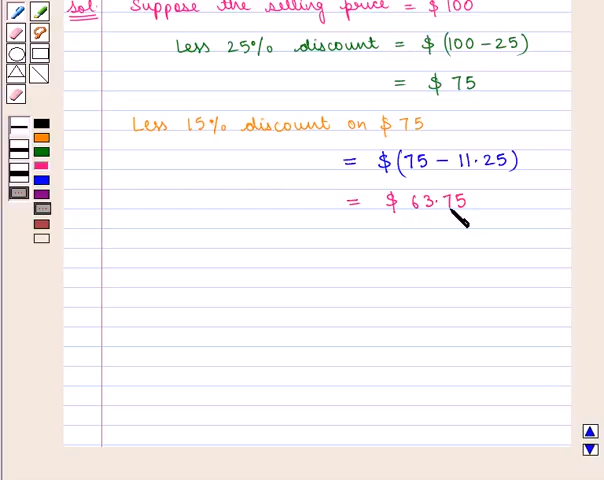 Sol. Suppose the selling price = $ 100
Less 25% discount = $ (100 - 25)
= $ 75
Less 15% discount on $ 75
= $ (75 - 11.25)
= $ 63.75